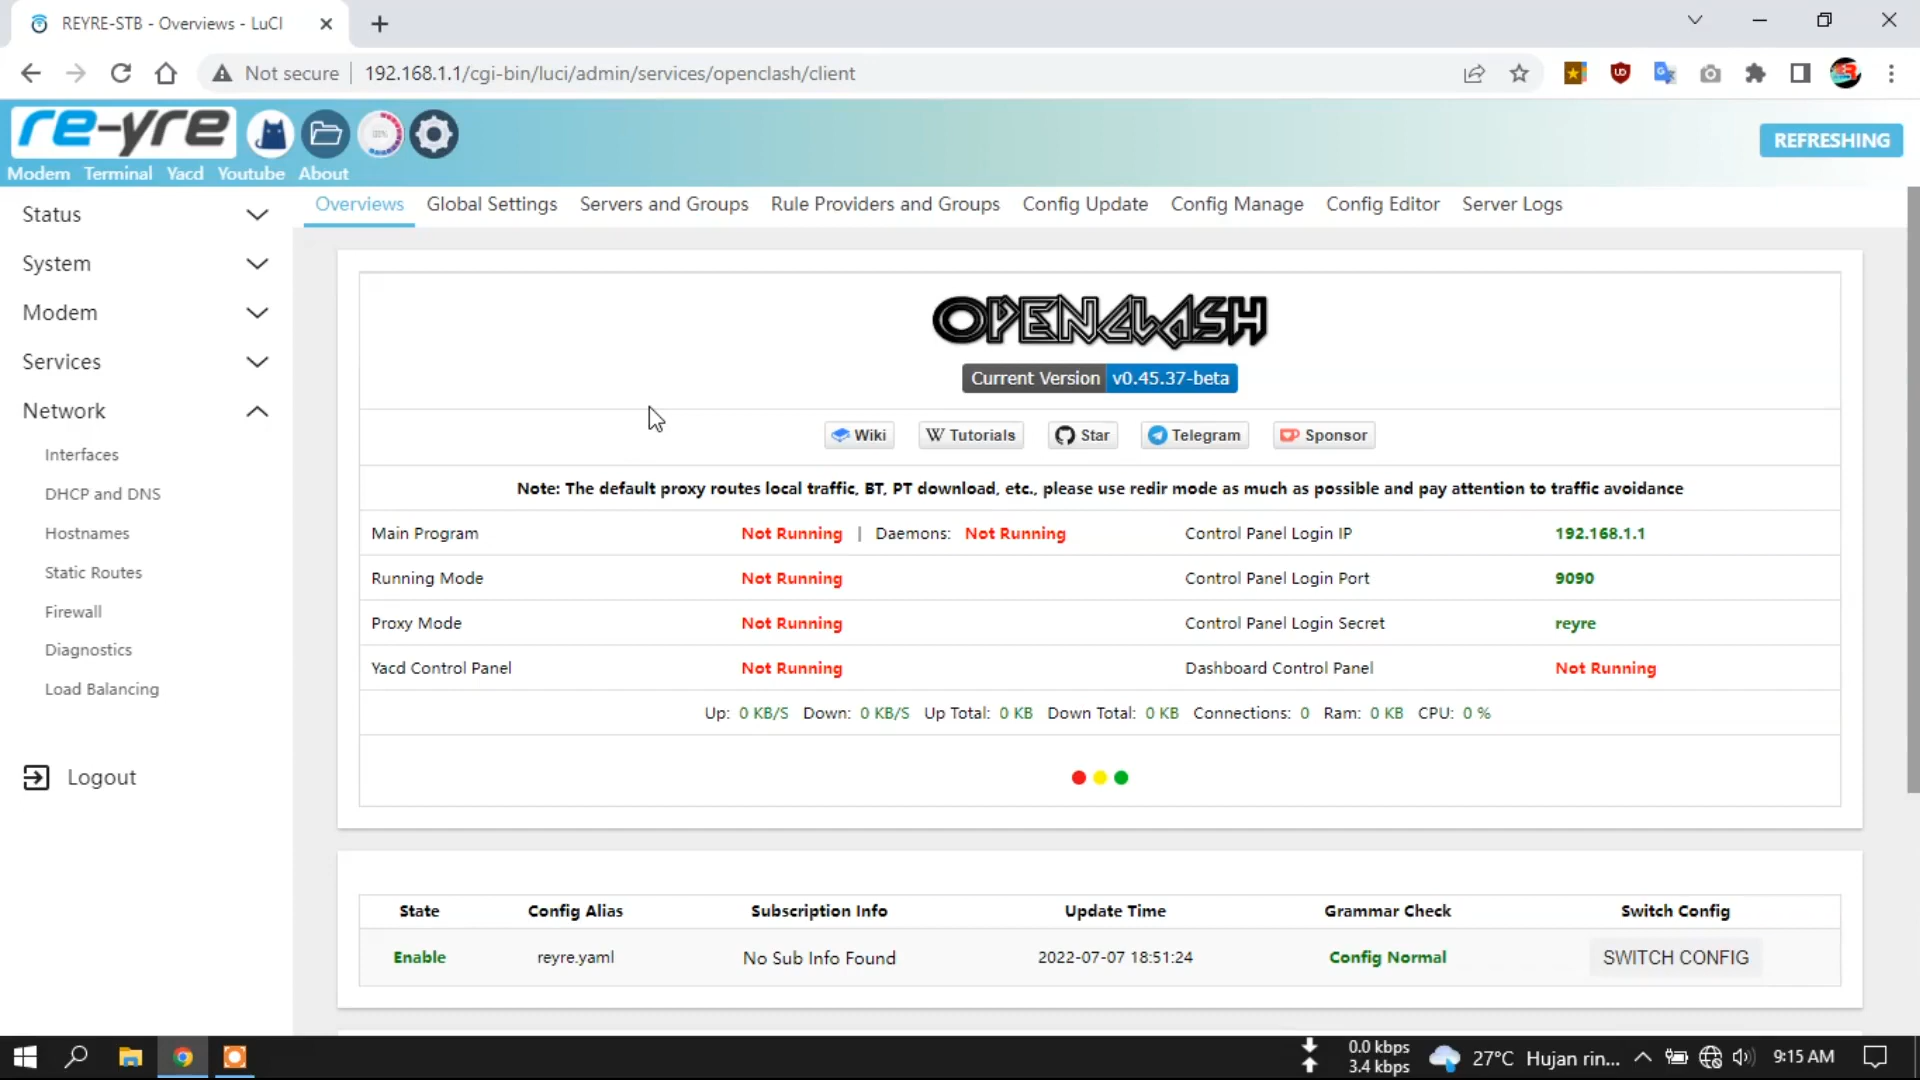 REYRE-STB - Overviews - LuCI
Not secure
192.168.1.1/cgi-bin/luci/admin/services/openclash/client
re-yre
REFRESHING
Modem Terminal Yacd Youtube About
Status
System
Modem
Services
Network
Interfaces
DHCP and DNS
Hostnames
Static Routes
Firewall
Diagnostics
Load Balancing
Logout
Overviews Global Settings Servers and Groups Rule Providers and Groups Config Update Config Manage Config Editor Server Logs
OPENCLASH
Current Version v0.45.37-beta
Wiki Tutorials Star Telegram Sponsor
Note: The default proxy routes local traffic, BT, PT download, etc., please use redir mode as much as possible and pay attention to traffic avoidance
Main Program Not Running | Daemons: Not Running Control Panel Login IP 192.168.1.1
Running Mode Not Running Control Panel Login Port 9090
Proxy Mode Not Running Control Panel Login Secret reyre
Yacd Control Panel Not Running Dashboard Control Panel Not Running
Up: 0 KB/S Down: 0 KB/S Up Total: 0 KB Down Total: 0 KB Connections: 0 Ram: 0 KB CPU: 0 %
State Config Alias Subscription Info Update Time Grammar Check Switch Config
Enable reyre.yaml No Sub Info Found 2022-07-07 18:51:24 Config Normal SWITCH CONFIG
0.0 kbps
3.4 kbps
27°C Hujan rin...
9:15 AM